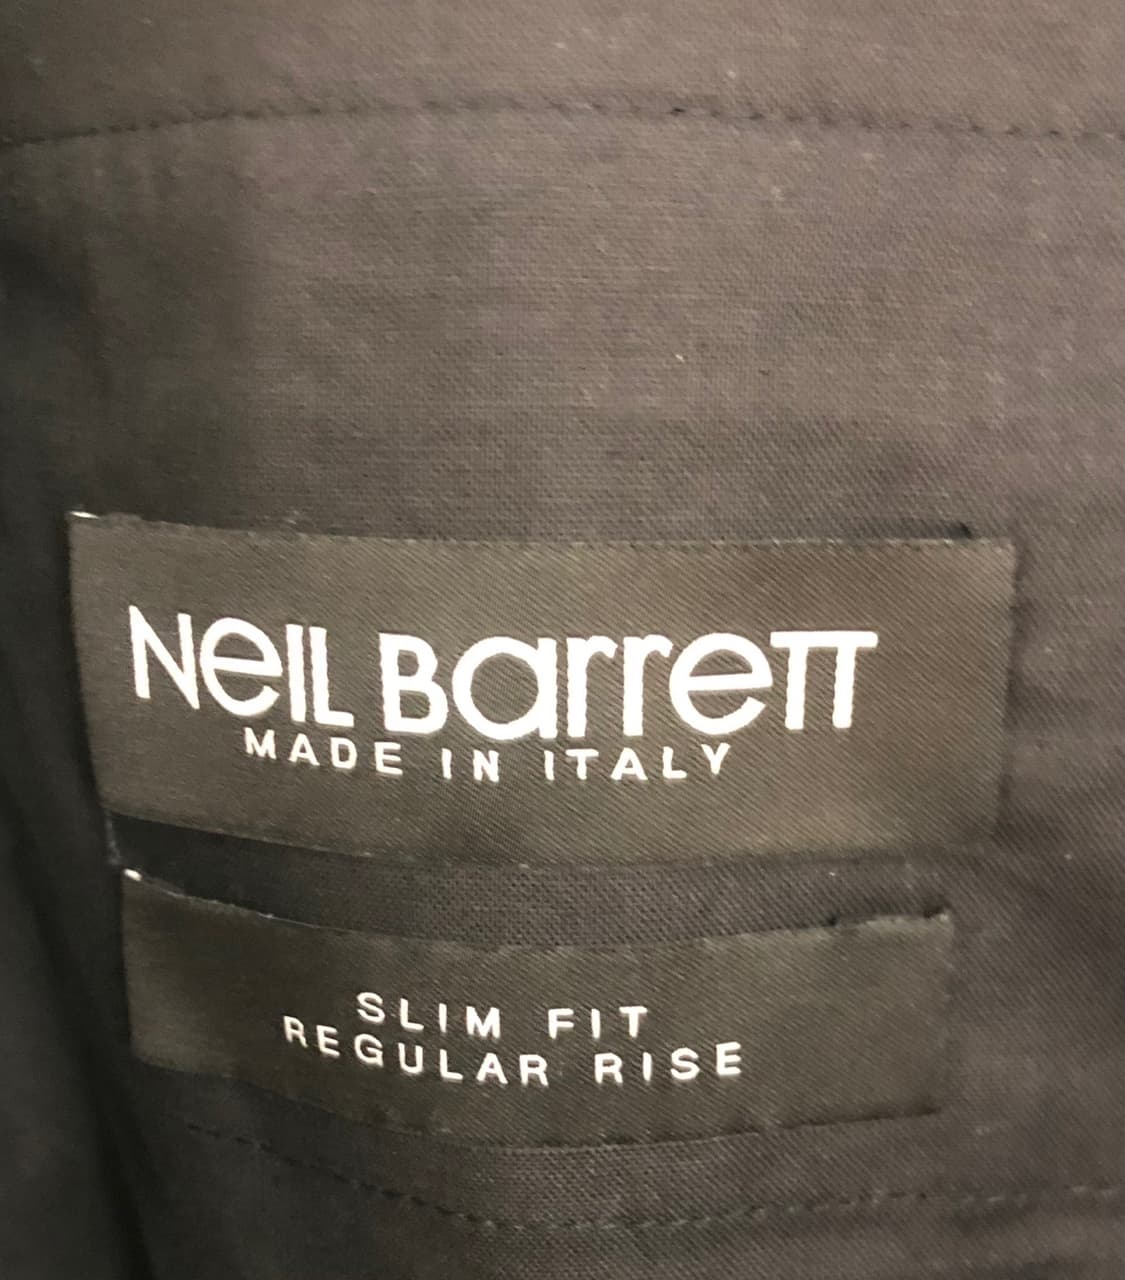 NeIL BarreTT
MADE IN ITALY
SLIM FIT
REGULAR RISE